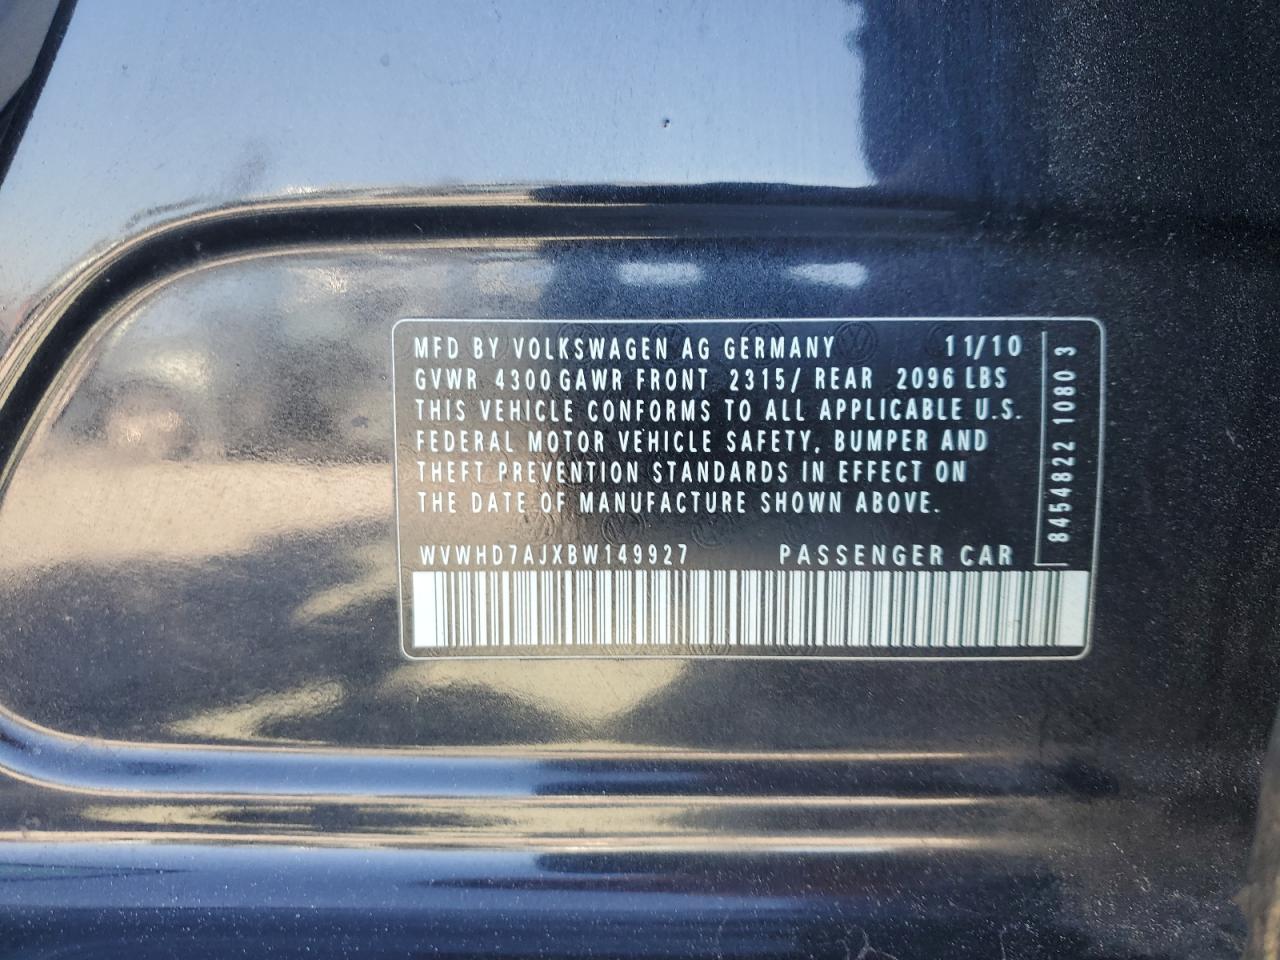 MFD BY VOLKSWAGEN AG GERMANY 11/10
GVWR 4300 GAWR FRONT 2315/ REAR 2096 LBS
THIS VEHICLE CONFORMS TO ALL APPLICABLE U.S.
FEDERAL MOTOR VEHICLE SAFETY, BUMPER AND
THEFT PREVENTION STANDARDS IN EFFECT ON
THE DATE OF MANUFACTURE SHOWN ABOVE.
WVWHD7AJXBW149927 PASSENGER CAR
8454822 1080 3